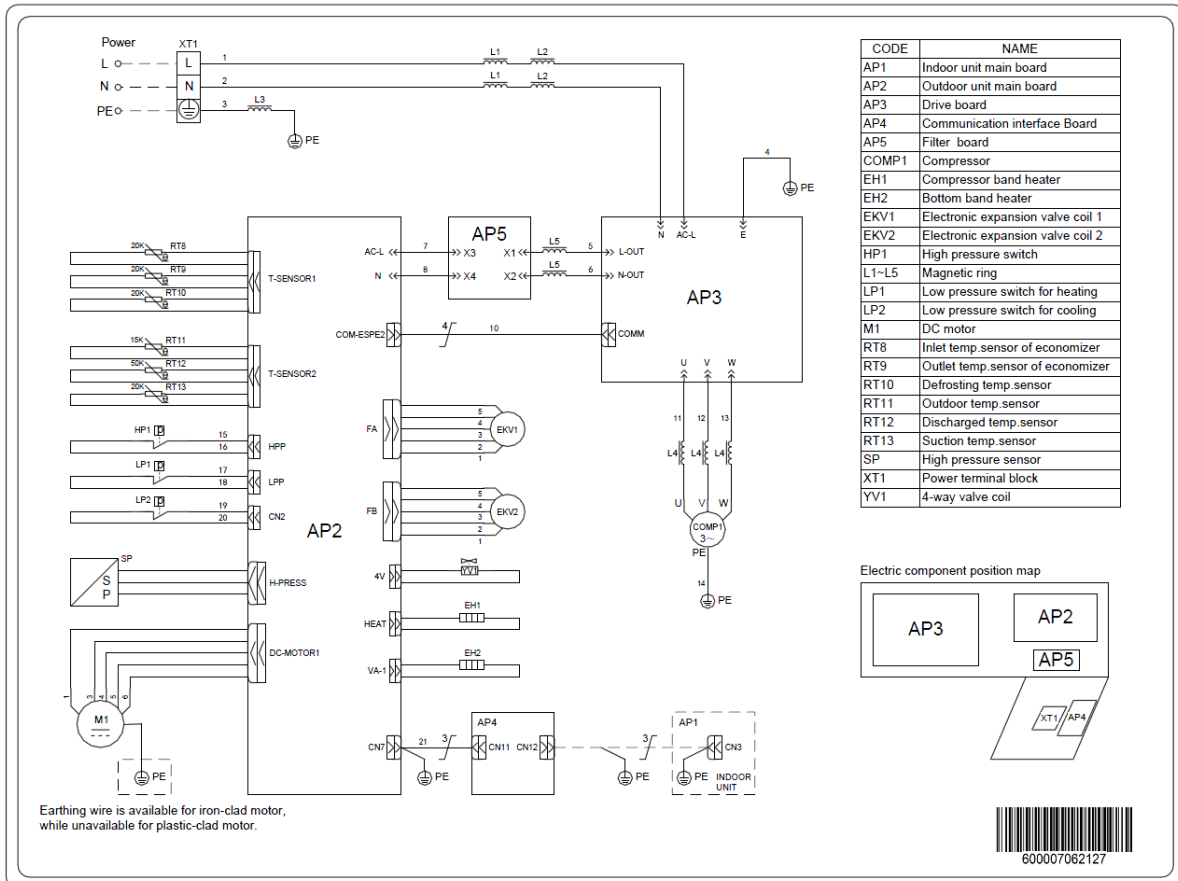 Power
XT1
L
L
1
L1
L2
N
N
2
L1
L2
PE
3
L3
PE
4
PE
N
AC-L
E
AP5
AC-L
7
X3
X1
L5
5
L-OUT
N
8
X4
X2
L5
6
N-OUT
AP3
COM-ESPE2
4
10
COMM
U
V
W
11
12
13
L4
L4
L4
U
V
W
COMP1
3~
PE
14
PE
20K
RT8
20K
RT9
20K
RT10
T-SENSOR1
15K
RT11
50K
RT12
20K
RT13
T-SENSOR2
HP1
P
15
16
HPP
LP1
P
17
18
LPP
LP2
P
19
20
CN2
AP2
SP
S
P
H-PRESS
DC-MOTOR1
1
3
4
5
6
M1
PE
FA
5
4
3
2
1
EKV1
FB
5
4
3
2
1
EKV2
4V
YV1
HEAT
EH1
VA-1
EH2
CN7
21
3
PE
AP4
CN11
CN12
PE
3
AP1
CN3
PE
INDOOR
UNIT
Earthing wire is available for iron-clad motor,
while unavailable for plastic-clad motor.
CODE NAME
AP1 Indoor unit main board
AP2 Outdoor unit main board
AP3 Drive board
AP4 Communication interface Board
AP5 Filter board
COMP1 Compressor
EH1 Compressor band heater
EH2 Bottom band heater
EKV1 Electronic expansion valve coil 1
EKV2 Electronic expansion valve coil 2
HP1 High pressure switch
L1~L5 Magnetic ring
LP1 Low pressure switch for heating
LP2 Low pressure switch for cooling
M1 DC motor
RT8 Inlet temp.sensor of economizer
RT9 Outlet temp.sensor of economizer
RT10 Defrosting temp.sensor
RT11 Outdoor temp.sensor
RT12 Discharged temp.sensor
RT13 Suction temp.sensor
SP High pressure sensor
XT1 Power terminal block
YV1 4-way valve coil
Electric component position map
AP3
AP2
AP5
XT1
AP4
600007062127